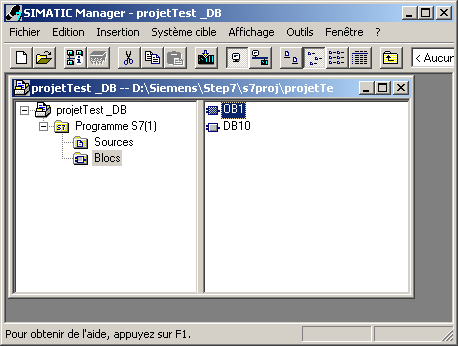 SIMATIC Manager - projetTest _DB
Fichier Edition Insertion Système cible Affichage Outils Fenêtre ?
< Aucun
projetTest _DB -- D:\Siemens\Step7\s7proj\projetTe
projetTest _DB
Programme S7(1)
Sources
Blocs
OB1
DB10
Pour obtenir de l'aide, appuyez sur F1.